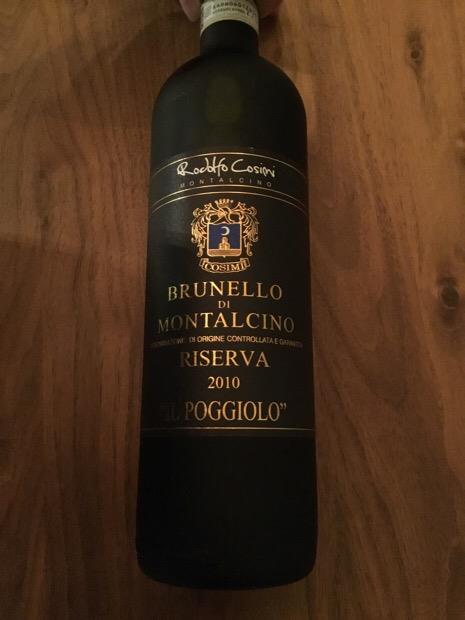 Rodolfo Cosimi
MONTALCINO
COSIMI
BRUNELLO
DI
MONTALCINO
DENOMINAZIONE DI ORIGINE CONTROLLATA E GARANTITA
RISERVA
2010
"IL POGGIOLO"